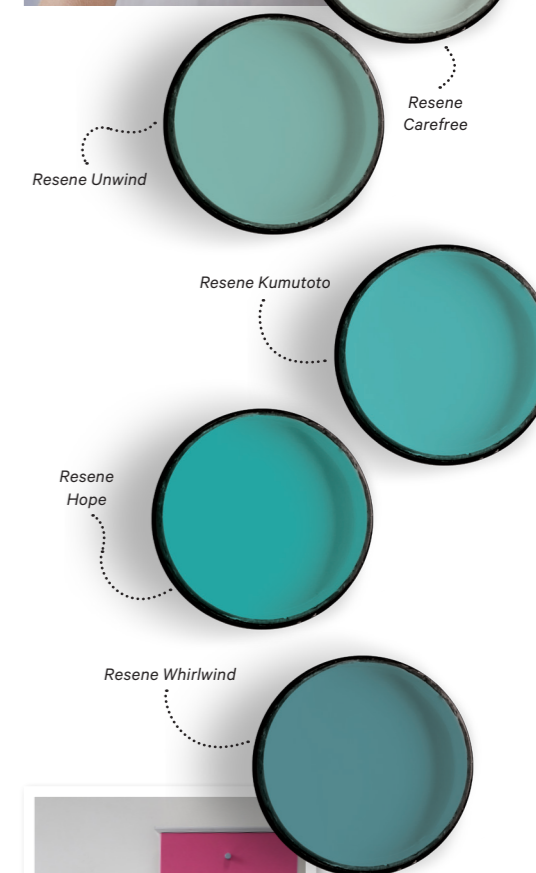 Resene
Carefree
Resene Unwind
Resene Kumutoto
Resene
Hope
Resene Whirlwind